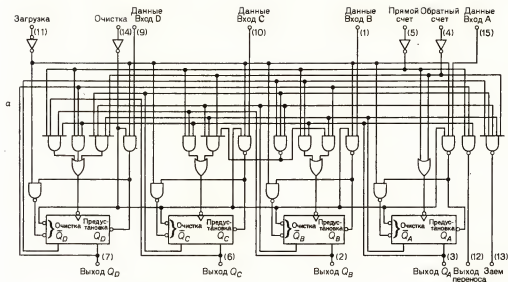 Загрузка
(11)
Очистка
(14)
Данные
Вход D
(9)
Данные
Вход C
(10)
Данные
Вход B
(1)
Прямой
счет
(5)
Обратный
счет
(4)
Данные
Вход A
(15)
а
Очистка
Предус-
тановка
Q̄D
QD
Очистка
Предус-
тановка
Q̄C
QC
Очистка
Предус-
тановка
Q̄B
QB
Очистка
Предус-
тановка
Q̄A
QA
(7)
Выход QD
(6)
Выход QC
(2)
Выход QB
(3)
Выход QA
(12)
Выход
переноса
(13)
Заем